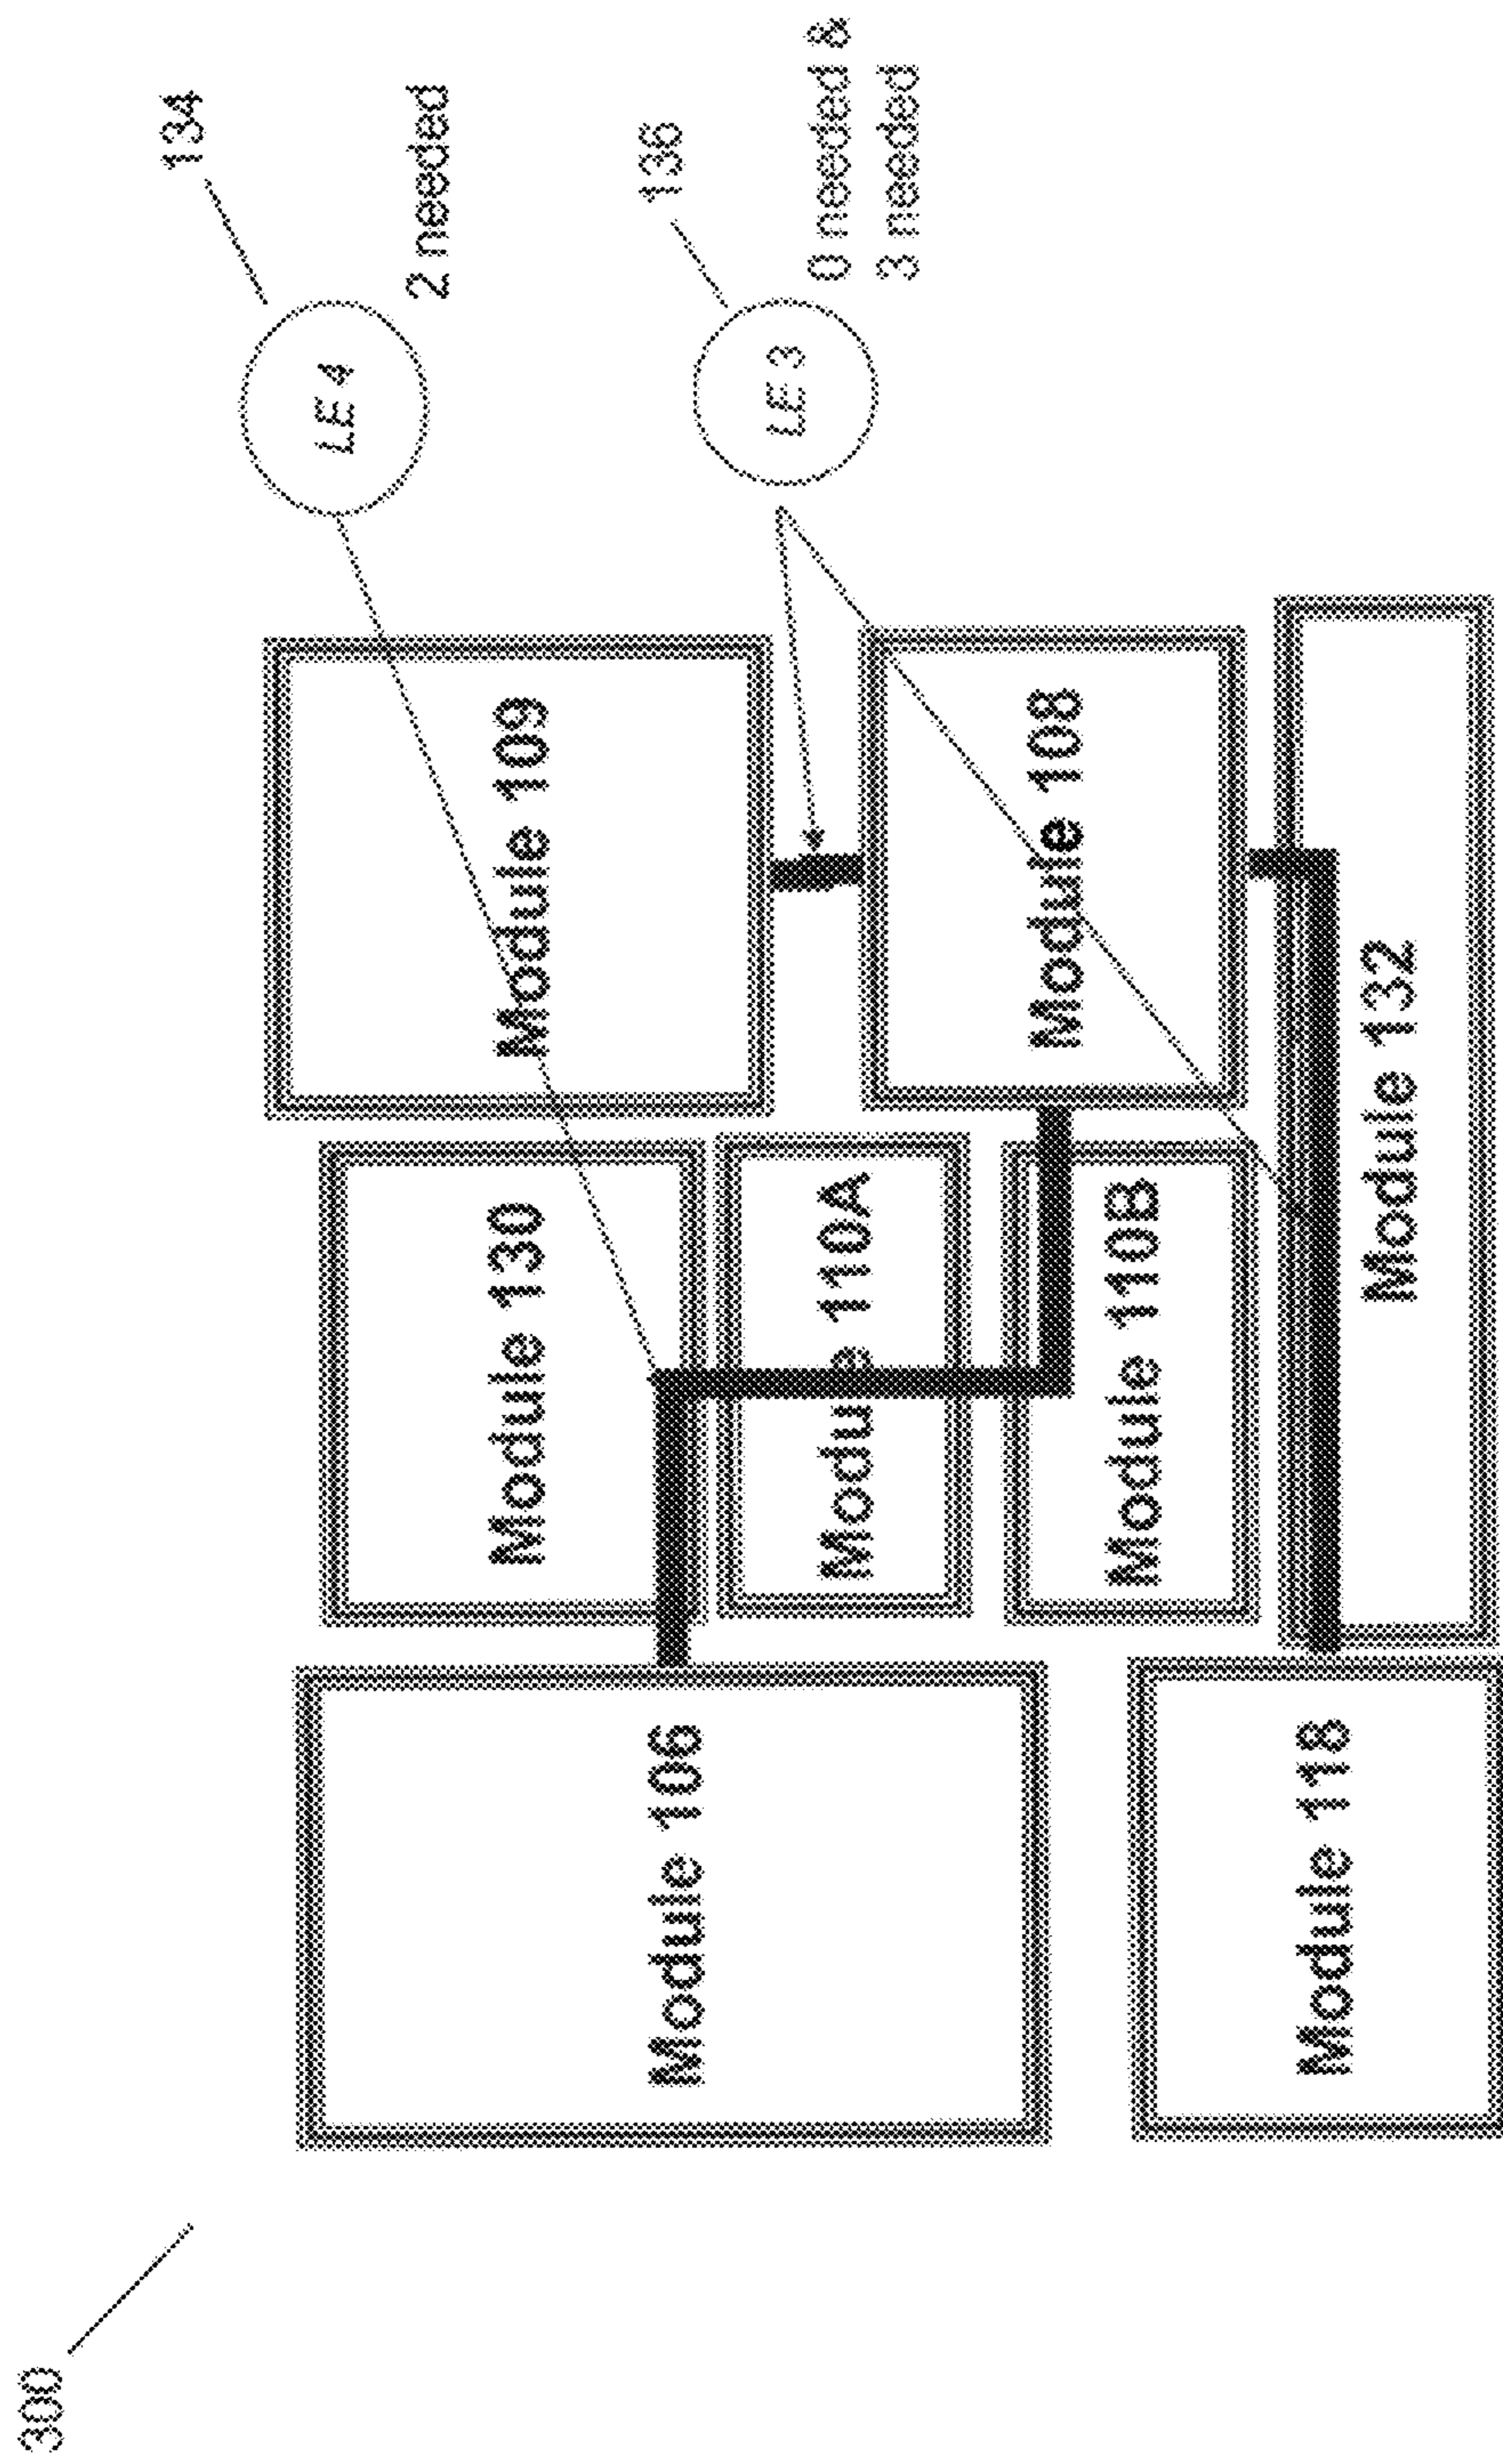 300
134
LE 4
2 needed
Module 130
Module 109
136
Module 106
LE 3
0 needed &
3 needed
Module 110A
Module 108
Module 110B
Module 118
Module 132